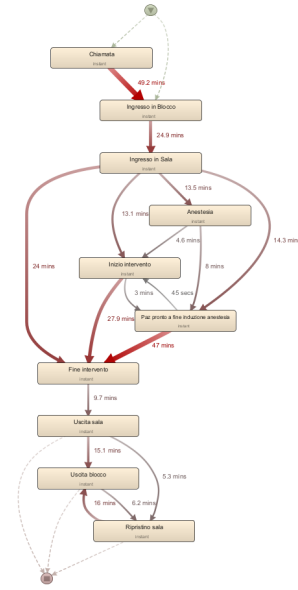 Chiamata
instant
49.2 mins
Ingresso in Blocco
instant
24.9 mins
Ingresso in Sala
instant
13.5 mins
Anestesia
instant
13.1 mins
14.3 min
4.6 mins
24 mins
8 mins
Inizio intervento
instant
3 mins
45 secs
27.9 mins
Paz pronto a fine induzione anestesia
instant
47 mins
Fine intervento
instant
9.7 mins
Uscita sala
instant
15.1 mins
5.3 mins
Uscita blocco
instant
16 mins
6.2 mins
Ripristino sala
instant